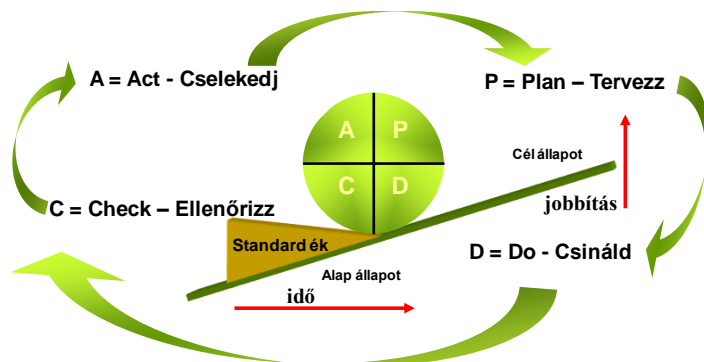 A = Act - Cselekedj
P = Plan – Tervezz
A P
C D
Cél állapot
jobbítás
C = Check – Ellenőrizz
Standard ék
D = Do - Csináld
Alap állapot
idő